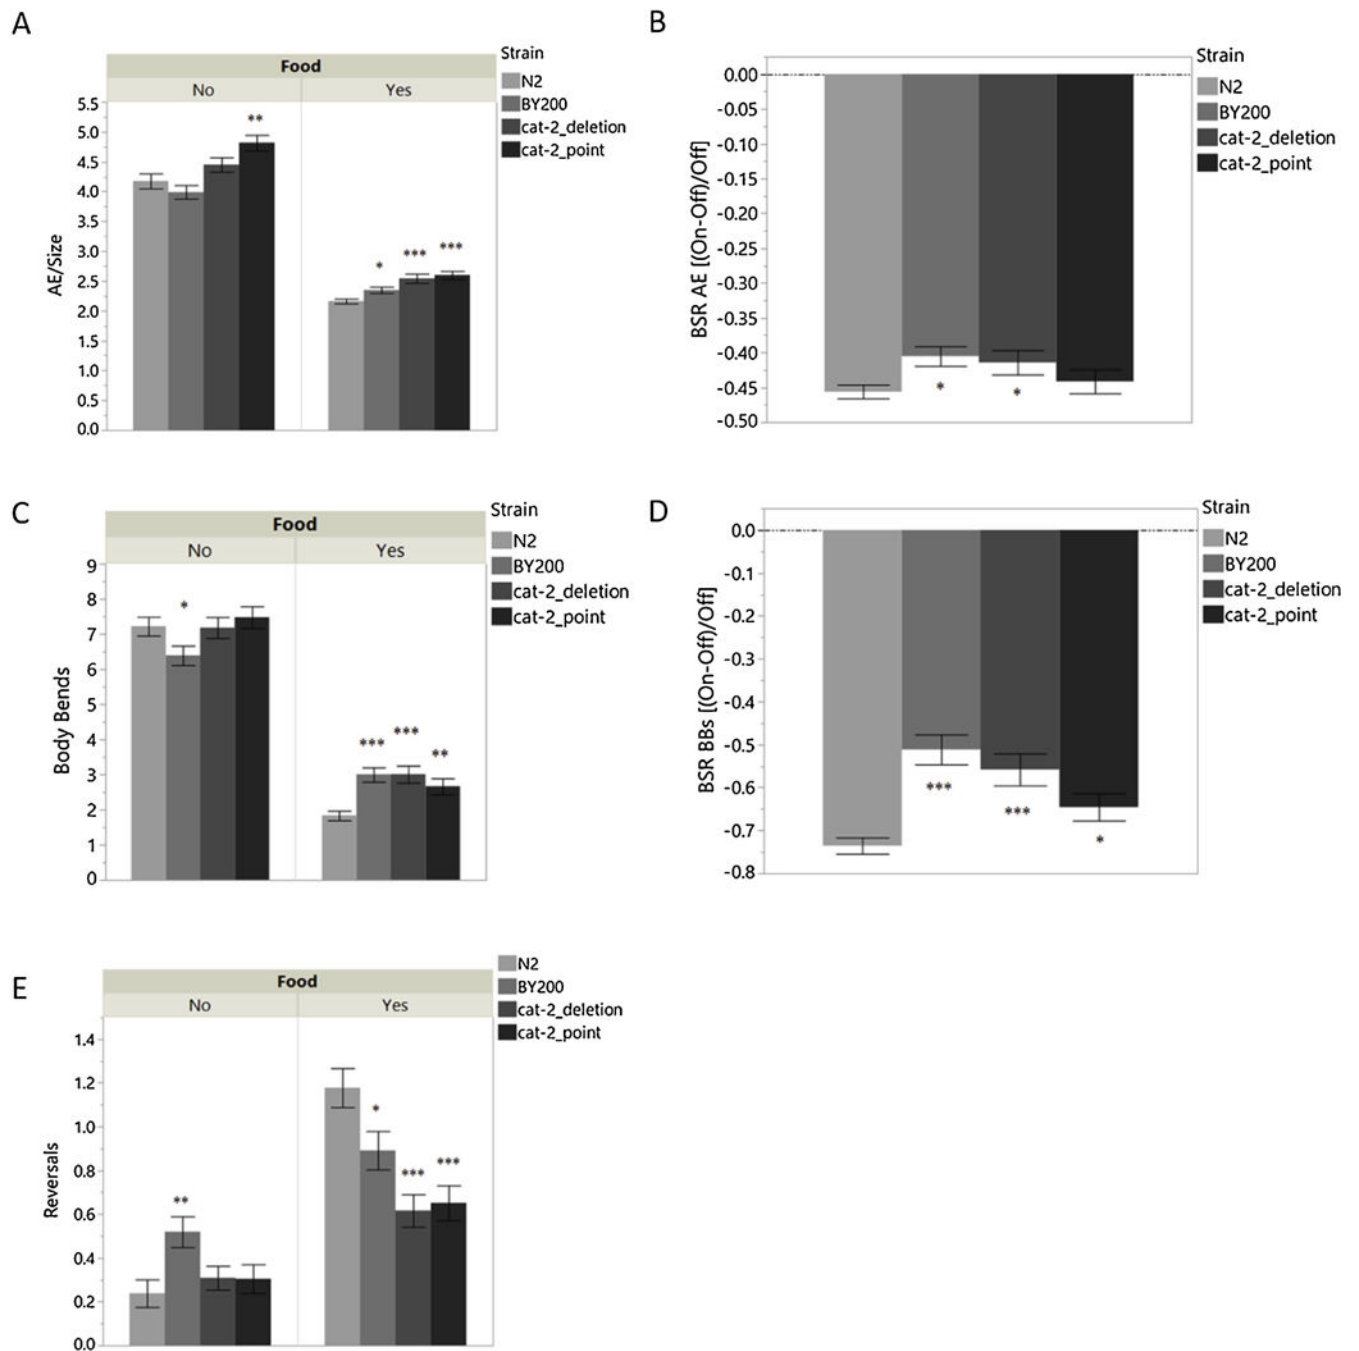 A
Food
No Yes
Strain
N2
BY200
cat-2_deletion
cat-2_point
AE/Size
5.5
5.0
4.5
4.0
3.5
3.0
2.5
2.0
1.5
1.0
0.5
0.0
**
*
***
***
B
Strain
N2
BY200
cat-2_deletion
cat-2_point
BSR AE [(On-Off)/Off]
0.00
-0.05
-0.10
-0.15
-0.20
-0.25
-0.30
-0.35
-0.40
-0.45
-0.50
*
*
C
Food
No Yes
Strain
N2
BY200
cat-2_deletion
cat-2_point
Body Bends
9
8
7
6
5
4
3
2
1
0
*
***
***
**
D
Strain
N2
BY200
cat-2_deletion
cat-2_point
BSR BBs [(On-Off)/Off]
0.0
-0.1
-0.2
-0.3
-0.4
-0.5
-0.6
-0.7
-0.8
***
***
*
E
Food
No Yes
N2
BY200
cat-2_deletion
cat-2_point
Reversals
1.4
1.2
1.0
0.8
0.6
0.4
0.2
0.0
**
*
***
***